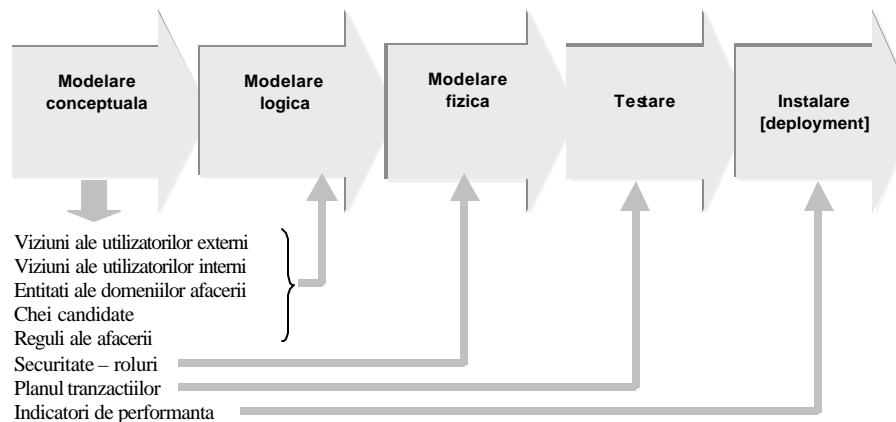 Modelare
conceptuala
Modelare
logica
Modelare
fizica
Testare
Instalare
[deployment]
Viziuni ale utilizatorilor externi
Viziuni ale utilizatorilor interni
Entitati ale domeniilor afacerii
Chei candidate
Reguli ale afacerii
Securitate – roluri
Planul tranzactiilor
Indicatori de performanta